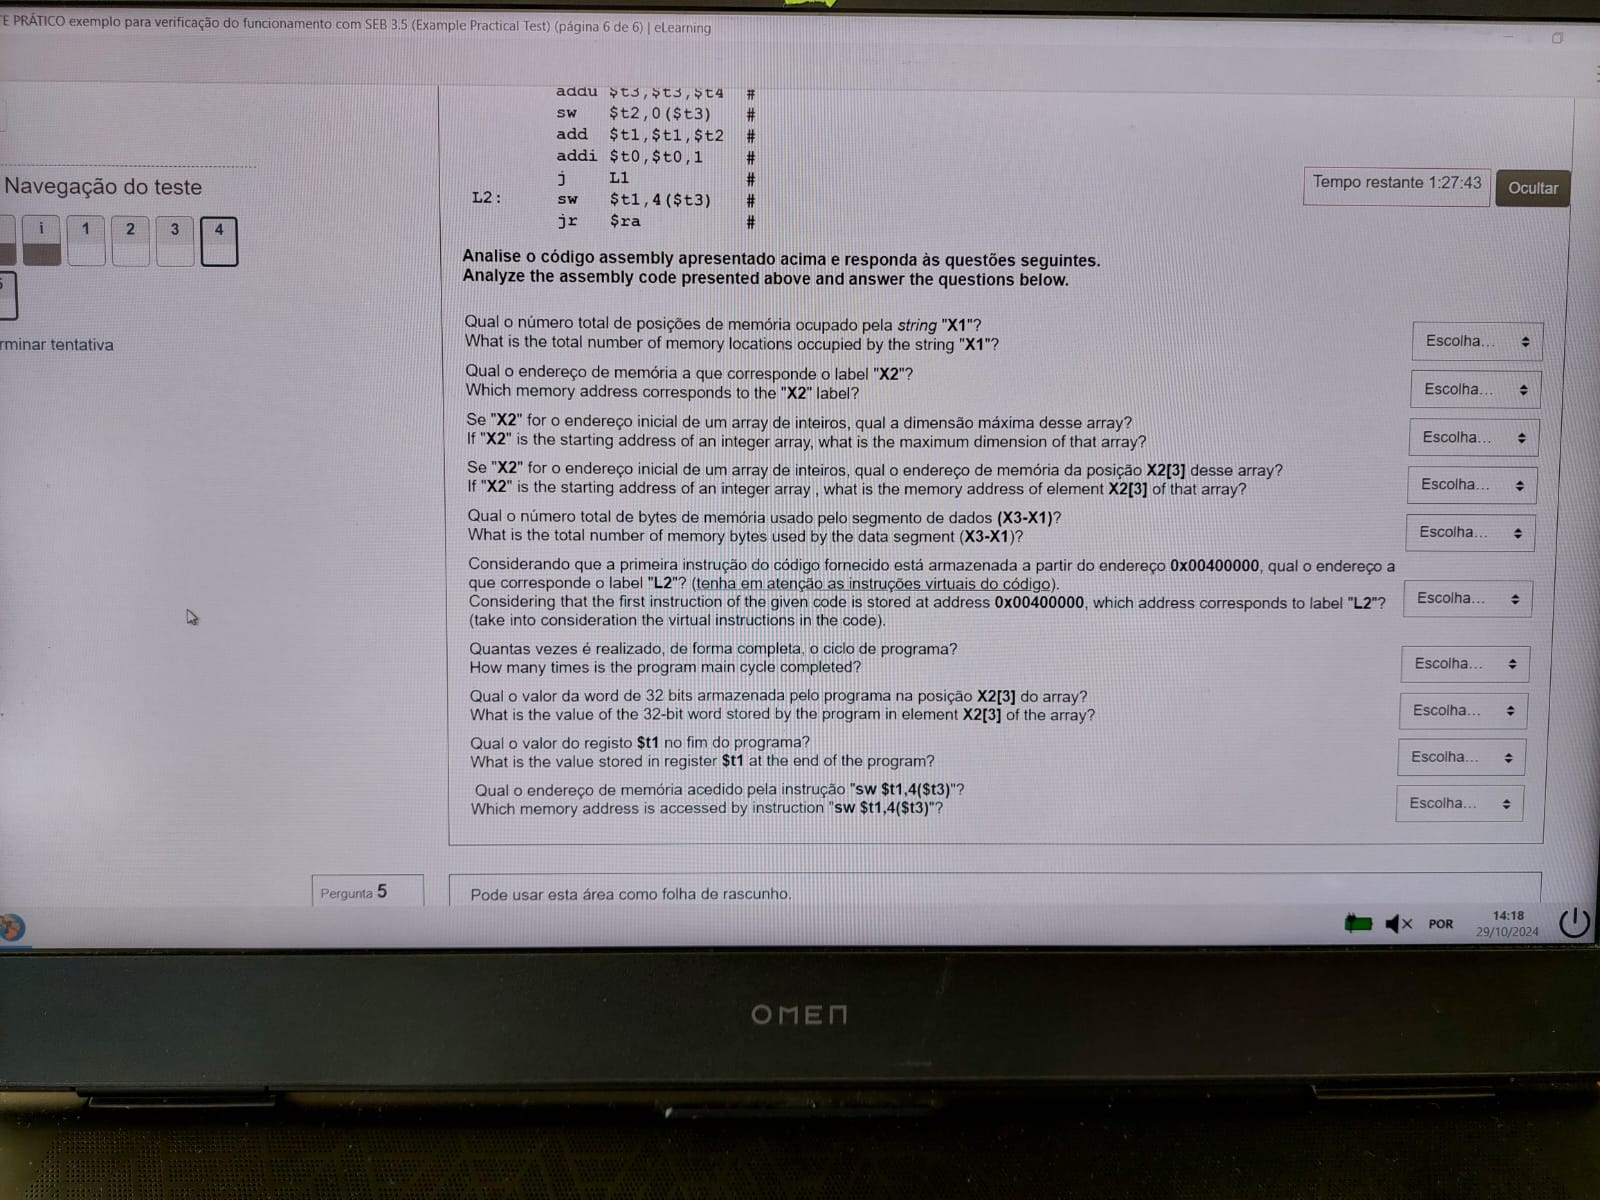 TE PRÁTICO exemplo para verificação do funcionamento com SEB 3.5 (Example Practical Test) (página 6 de 6) | eLearning
addu $t3,$t3,$t4 #
sw $t2,0($t3) #
add $t1,$t1,$t2 #
addi $t0,$t0,1 #
j L1 #
L2: sw $t1,4($t3) #
jr $ra #
Tempo restante 1:27:43
Ocultar
Navegação do teste
i 1 2 3 4
5
rminar tentativa
Analise o código assembly apresentado acima e responda às questões seguintes.
Analyze the assembly code presented above and answer the questions below.
Qual o número total de posições de memória ocupado pela string "X1"?
What is the total number of memory locations occupied by the string "X1"?
Escolha...
Qual o endereço de memória a que corresponde o label "X2"?
Which memory address corresponds to the "X2" label?
Escolha...
Se "X2" for o endereço inicial de um array de inteiros, qual a dimensão máxima desse array?
If "X2" is the starting address of an integer array, what is the maximum dimension of that array?
Escolha...
Se "X2" for o endereço inicial de um array de inteiros, qual o endereço de memória da posição X2[3] desse array?
If "X2" is the starting address of an integer array , what is the memory address of element X2[3] of that array?
Escolha...
Qual o número total de bytes de memória usado pelo segmento de dados (X3-X1)?
What is the total number of memory bytes used by the data segment (X3-X1)?
Escolha...
Considerando que a primeira instrução do código fornecido está armazenada a partir do endereço 0x00400000, qual o endereço a
que corresponde o label "L2"? (tenha em atenção as instruções virtuais do código).
Considering that the first instruction of the given code is stored at address 0x00400000, which address corresponds to label "L2"?
(take into consideration the virtual instructions in the code).
Escolha...
Quantas vezes é realizado, de forma completa, o ciclo de programa?
How many times is the program main cycle completed?
Escolha...
Qual o valor da word de 32 bits armazenada pelo programa na posição X2[3] do array?
What is the value of the 32-bit word stored by the program in element X2[3] of the array?
Escolha...
Qual o valor do registo $t1 no fim do programa?
What is the value stored in register $t1 at the end of the program?
Escolha...
Qual o endereço de memória acedido pela instrução "sw $t1,4($t3)"?
Which memory address is accessed by instruction "sw $t1,4($t3)"?
Escolha...
Pergunta 5
Pode usar esta área como folha de rascunho.
POR
14:18
29/10/2024
OMEN